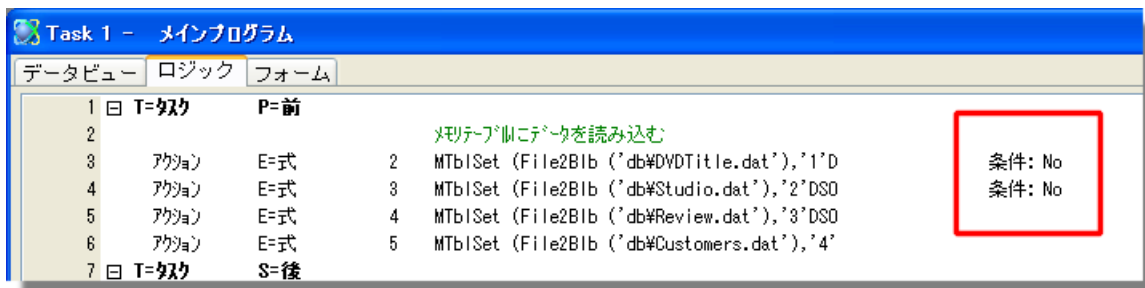 Task 1 - メインプログラム
データビュー ロジック フォーム
1 T=タスク P=前
2 メモリテーブルにデータを読み込む
3 アクション E=式 2 MTblSet (File2Blb ('db¥DVDTitle.dat'),'1'D 条件: No
4 アクション E=式 3 MTblSet (File2Blb ('db¥Studio.dat'),'2'DSO 条件: No
5 アクション E=式 4 MTblSet (File2Blb ('db¥Review.dat'),'3'DSO
6 アクション E=式 5 MTblSet (File2Blb ('db¥Customers.dat'),'4'
7 T=タスク S=後